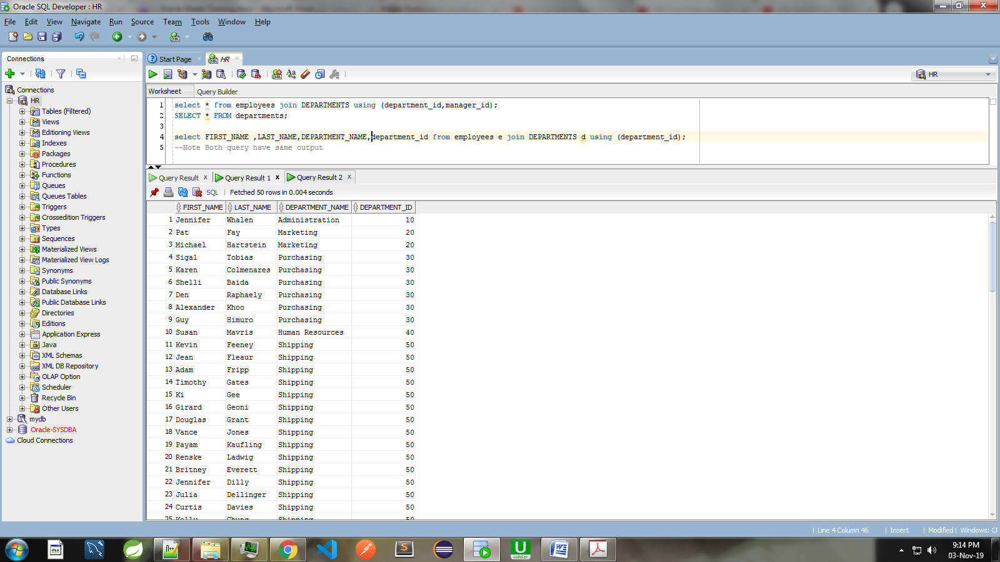 Oracle SQL Developer : HR
File Edit View Navigate Run Source Team Tools Window Help
Connections
Start Page
HR
HR
Worksheet
Query Builder
1 select * from employees join DEPARTMENTS using (department_id,manager_id);
2 SELECT * FROM departments;
3
4 select FIRST_NAME ,LAST_NAME,DEPARTMENT_NAME,department_id from employees e join DEPARTMENTS d using (department_id);
5 --Note Both query have same output
Connections
HR
Tables (Filtered)
Views
Editioning Views
Indexes
Packages
Procedures
Functions
Queues
Queues Tables
Triggers
Crossedition Triggers
Types
Sequences
Materialized Views
Materialized View Logs
Synonyms
Public Synonyms
Database Links
Public Database Links
Directories
Editions
Application Express
Java
XML Schemas
XML DB Repository
OLAP Option
Scheduler
Recycle Bin
Other Users
mydb
Oracle-SYSDBA
Cloud Connections
Query Result x Query Result 1 x Query Result 2 x
SQL | Fetched 50 rows in 0.004 seconds
FIRST_NAME LAST_NAME DEPARTMENT_NAME DEPARTMENT_ID
1 Jennifer Whalen Administration 10
2 Pat Fay Marketing 20
3 Michael Hartstein Marketing 20
4 Sigal Tobias Purchasing 30
5 Karen Colmenares Purchasing 30
6 Shelli Baida Purchasing 30
7 Den Raphaely Purchasing 30
8 Alexander Khoo Purchasing 30
9 Guy Himuro Purchasing 30
10 Susan Mavris Human Resources 40
11 Kevin Feeney Shipping 50
12 Jean Fleaur Shipping 50
13 Adam Fripp Shipping 50
14 Timothy Gates Shipping 50
15 Ki Gee Shipping 50
16 Girard Geoni Shipping 50
17 Douglas Grant Shipping 50
18 Vance Jones Shipping 50
19 Payam Kaufling Shipping 50
20 Renske Ladwig Shipping 50
21 Britney Everett Shipping 50
22 Jennifer Dilly Shipping 50
23 Julia Dellinger Shipping 50
24 Curtis Davies Shipping 50
25 Kelly Chung Shipping 50
Line 4 Column 46 | Insert | Modified | Windows: CR
9:14 PM
03-Nov-19